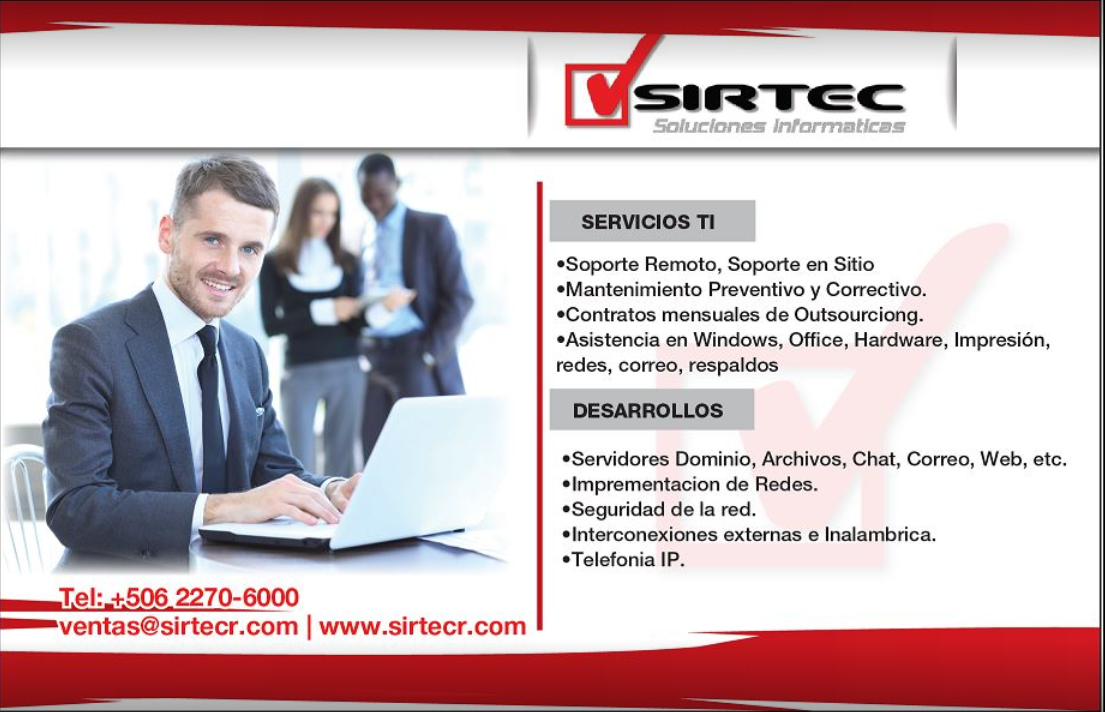 SIRTEC
Soluciones Informaticas
SERVICIOS TI
•Soporte Remoto, Soporte en Sitio
•Mantenimiento Preventivo y Correctivo.
•Contratos mensuales de Outsourciong.
•Asistencia en Windows, Office, Hardware, Impresión,
redes, correo, respaldos
DESARROLLOS
•Servidores Dominio, Archivos, Chat, Correo, Web, etc.
•Imprementacion de Redes.
•Seguridad de la red.
•Interconexiones externas e Inalambrica.
•Telefonia IP.
Tel: +506 2270-6000
ventas@sirtecr.com | www.sirtecr.com